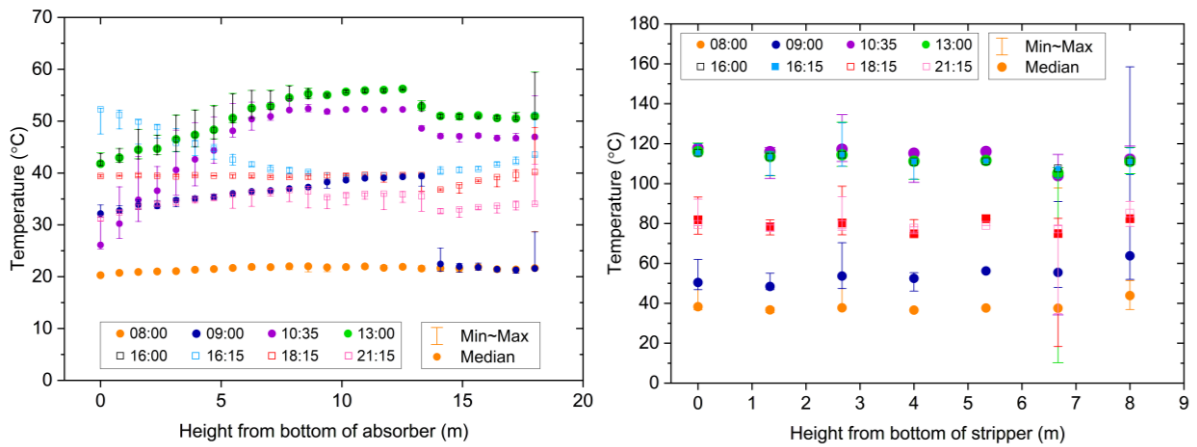 70
60
50
40
30
20
10
0
Temperature (°C)
08:00 09:00 10:35 13:00
16:00 16:15 18:15 21:15
Min~Max
Median
0 5 10 15 20
Height from bottom of absorber (m)
180
160
140
120
100
80
60
40
20
0
Temperature (°C)
08:00 09:00 10:35 13:00
16:00 16:15 18:15 21:15
Min~Max
Median
0 1 2 3 4 5 6 7 8 9
Height from bottom of stripper (m)